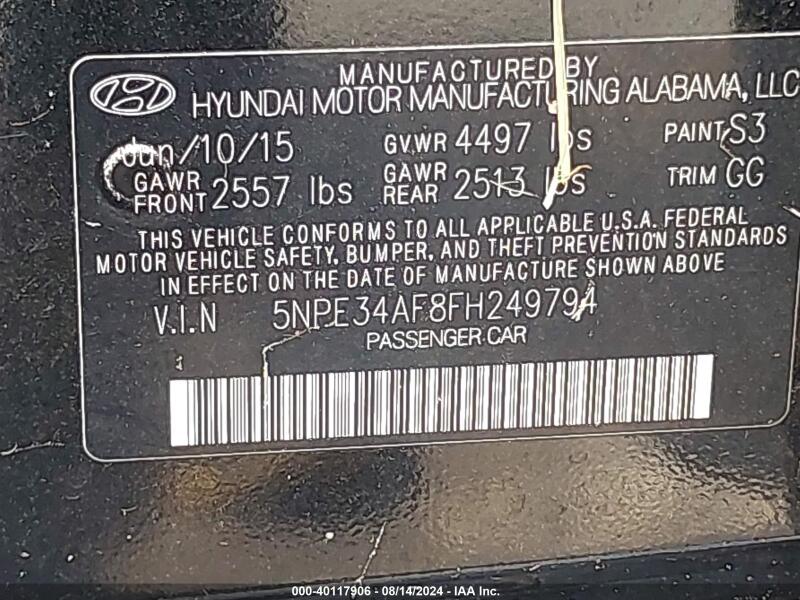 MANUFACTURED BY
HYUNDAI MOTOR MANUFACTURING ALABAMA, LLC
Jun/10/15 GVWR 4497 lbs PAINT S3
GAWR FRONT 2557 lbs GAWR REAR 2513 lbs TRIM GG
THIS VEHICLE CONFORMS TO ALL APPLICABLE U.S.A. FEDERAL
MOTOR VEHICLE SAFETY, BUMPER, AND THEFT PREVENTION STANDARDS
IN EFFECT ON THE DATE OF MANUFACTURE SHOWN ABOVE
V.I.N 5NPE34AF8FH249794
PASSENGER CAR
000-40117906 - 08/14/2024 - IAA Inc.